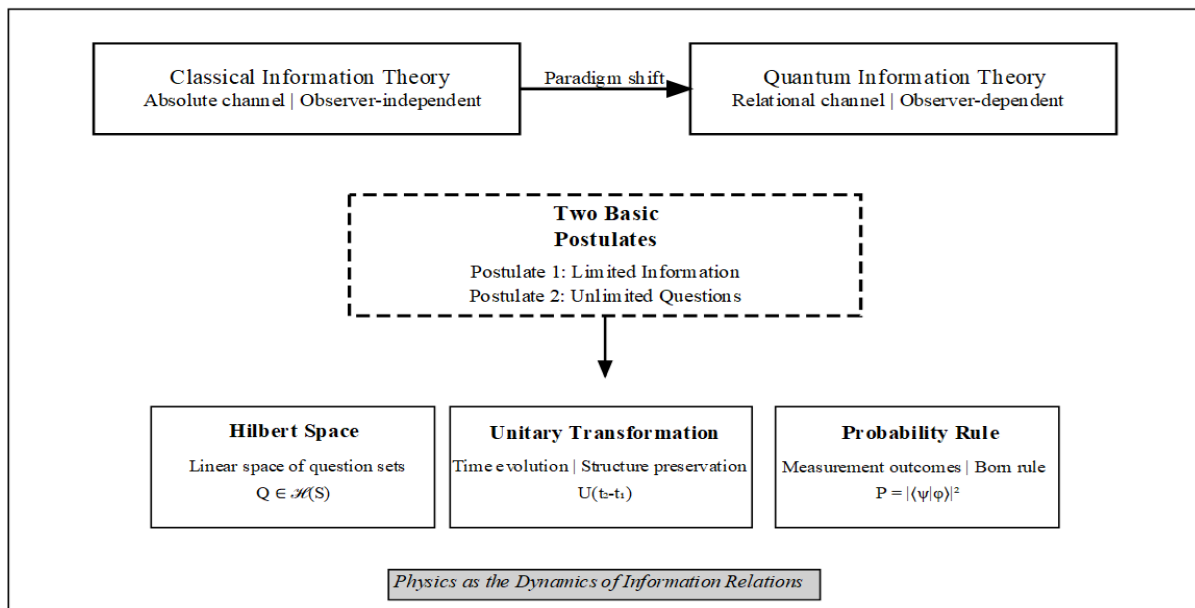 Classical Information Theory
Absolute channel | Observer-independent
Paradigm shift
Quantum Information Theory
Relational channel | Observer-dependent
Two Basic
Postulates
Postulate 1: Limited Information
Postulate 2: Unlimited Questions
Hilbert Space
Linear space of question sets
Q ∈ ℋ(S)
Unitary Transformation
Time evolution | Structure preservation
U(t₂-t₁)
Probability Rule
Measurement outcomes | Born rule
P = |⟨ψ|φ⟩|²
Physics as the Dynamics of Information Relations